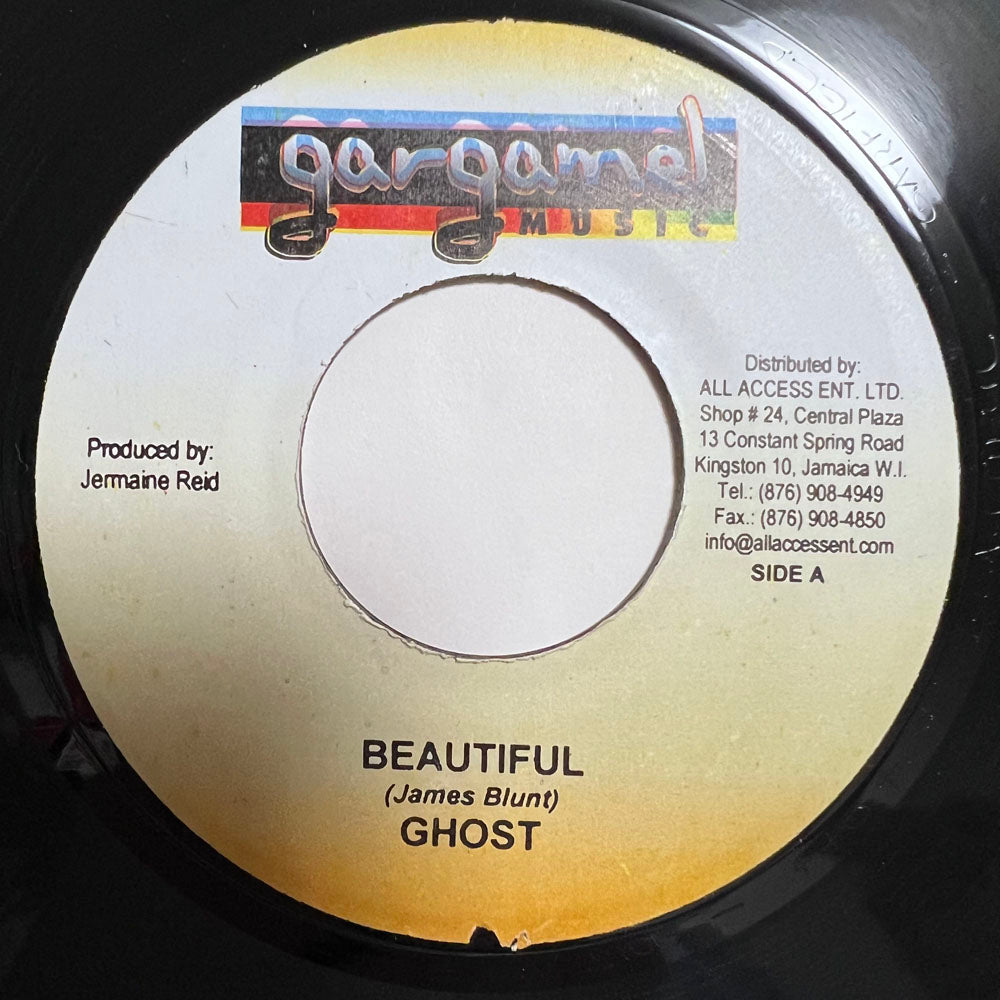 gargamel
MUSIC
Distributed by:
ALL ACCESS ENT. LTD.
Shop # 24, Central Plaza
13 Constant Spring Road
Kingston 10, Jamaica W.I.
Tel.: (876) 908-4949
Fax.: (876) 908-4850
info@allaccessent.com
SIDE A
Produced by:
Jermaine Reid
BEAUTIFUL
(James Blunt)
GHOST